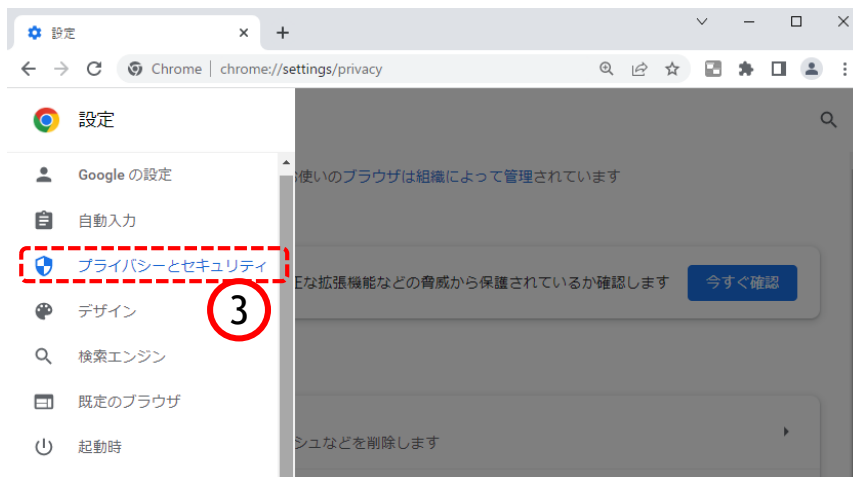 設定
Chrome | chrome://settings/privacy
設定
Google の設定
使いのブラウザは組織によって管理されています
自動入力
プライバシーとセキュリティ
正な拡張機能などの脅威から保護されているか確認します
今すぐ確認
デザイン
3
検索エンジン
既定のブラウザ
シュなどを削除します
起動時